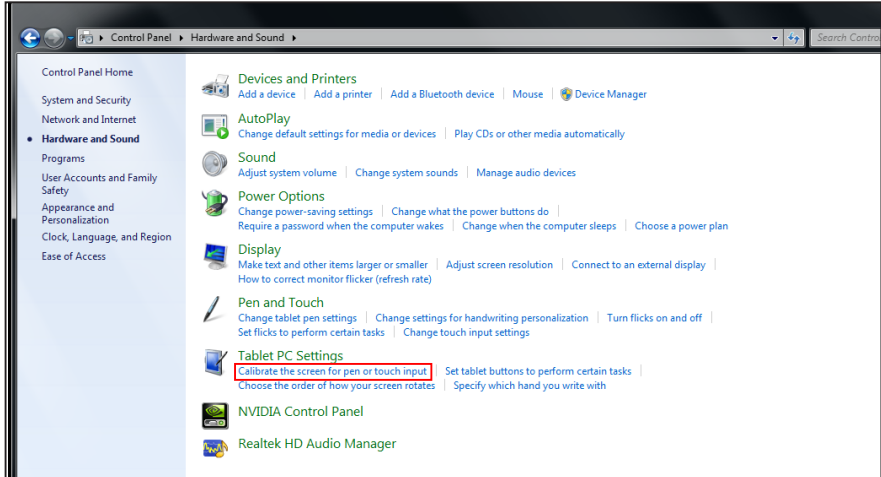 Control Panel Hardware and Sound Search Contro
Control Panel Home
System and Security
Network and Internet
Hardware and Sound
Programs
User Accounts and Family
Safety
Appearance and
Personalization
Clock, Language, and Region
Ease of Access
Devices and Printers
Add a device Add a printer Add a Bluetooth device Mouse Device Manager
AutoPlay
Change default settings for media or devices Play CDs or other media automatically
Sound
Adjust system volume Change system sounds Manage audio devices
Power Options
Change power-saving settings Change what the power buttons do
Require a password when the computer wakes Change when the computer sleeps Choose a power plan
Display
Make text and other items larger or smaller Adjust screen resolution Connect to an external display
How to correct monitor flicker (refresh rate)
Pen and Touch
Change tablet pen settings Change settings for handwriting personalization Turn flicks on and off
Set flicks to perform certain tasks Change touch input settings
Tablet PC Settings
Calibrate the screen for pen or touch input Set tablet buttons to perform certain tasks
Choose the order of how your screen rotates Specify which hand you write with
NVIDIA Control Panel
Realtek HD Audio Manager